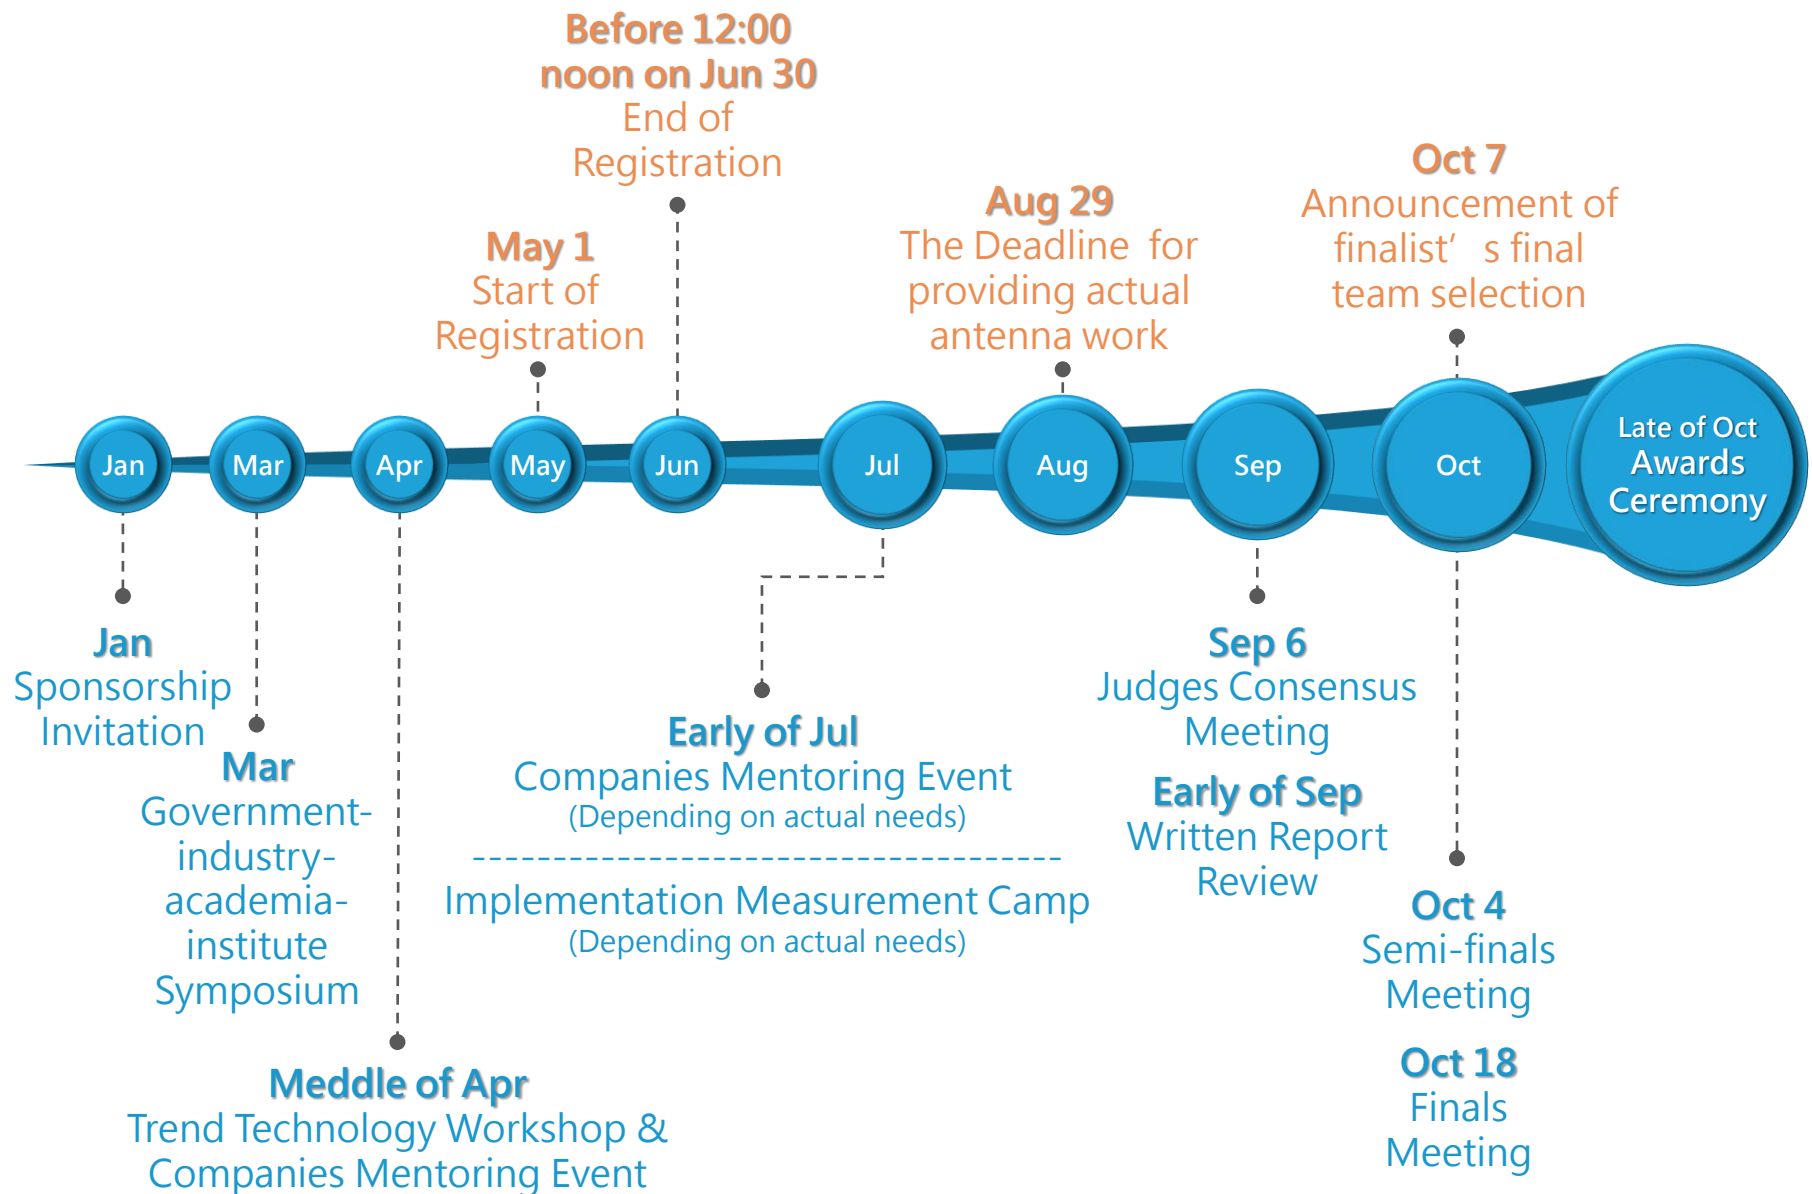 Before 12:00
noon on Jun 30
End of
Registration
May 1
Start of
Registration
Aug 29
The Deadline  for
providing actual
antenna work
Oct 7
Announcement of
finalist’ s final
team selection
Jan
Mar
Apr
May
Jun
Jul
Aug
Sep
Oct
Late of Oct
Awards
Ceremony
Jan
Sponsorship
Invitation
Mar
Government-
industry-
academia-
institute
Symposium
Meddle of Apr
Trend Technology Workshop &
Companies Mentoring Event
Early of Jul
Companies Mentoring Event
(Depending on actual needs)
Implementation Measurement Camp
(Depending on actual needs)
Sep 6
Judges Consensus
Meeting
Early of Sep
Written Report
Review
Oct 4
Semi-finals
Meeting
Oct 18
Finals
Meeting